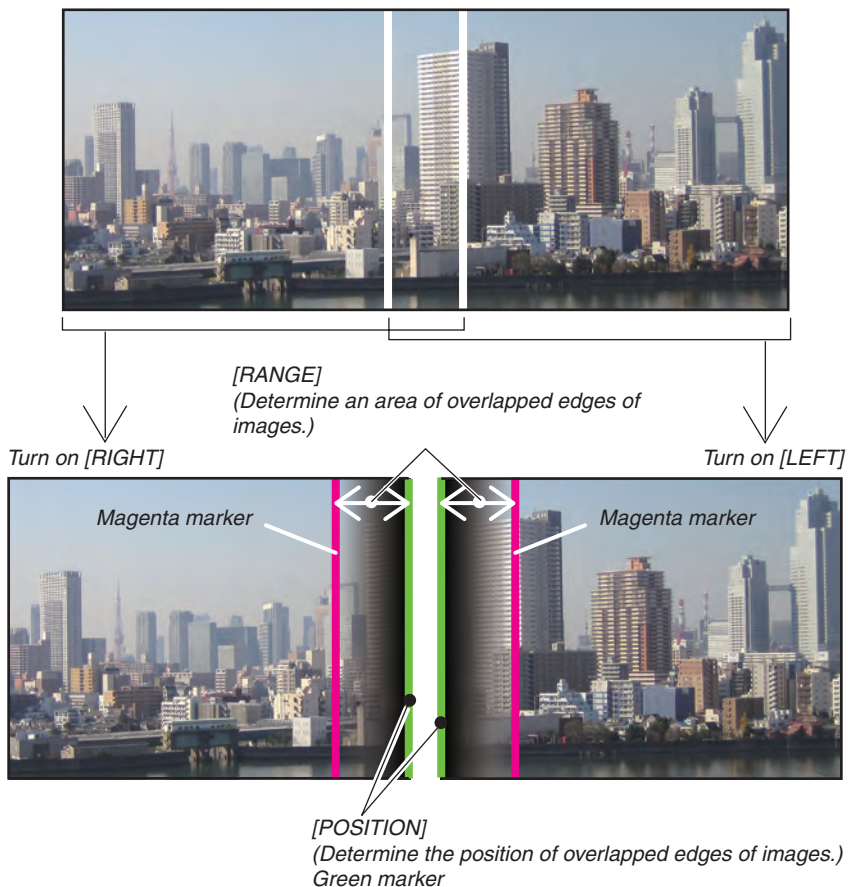 [RANGE]
(Determine an area of overlapped edges of
images.)
Turn on [RIGHT]
Turn on [LEFT]
Magenta marker
Magenta marker
[POSITION]
(Determine the position of overlapped edges of images.)
Green marker